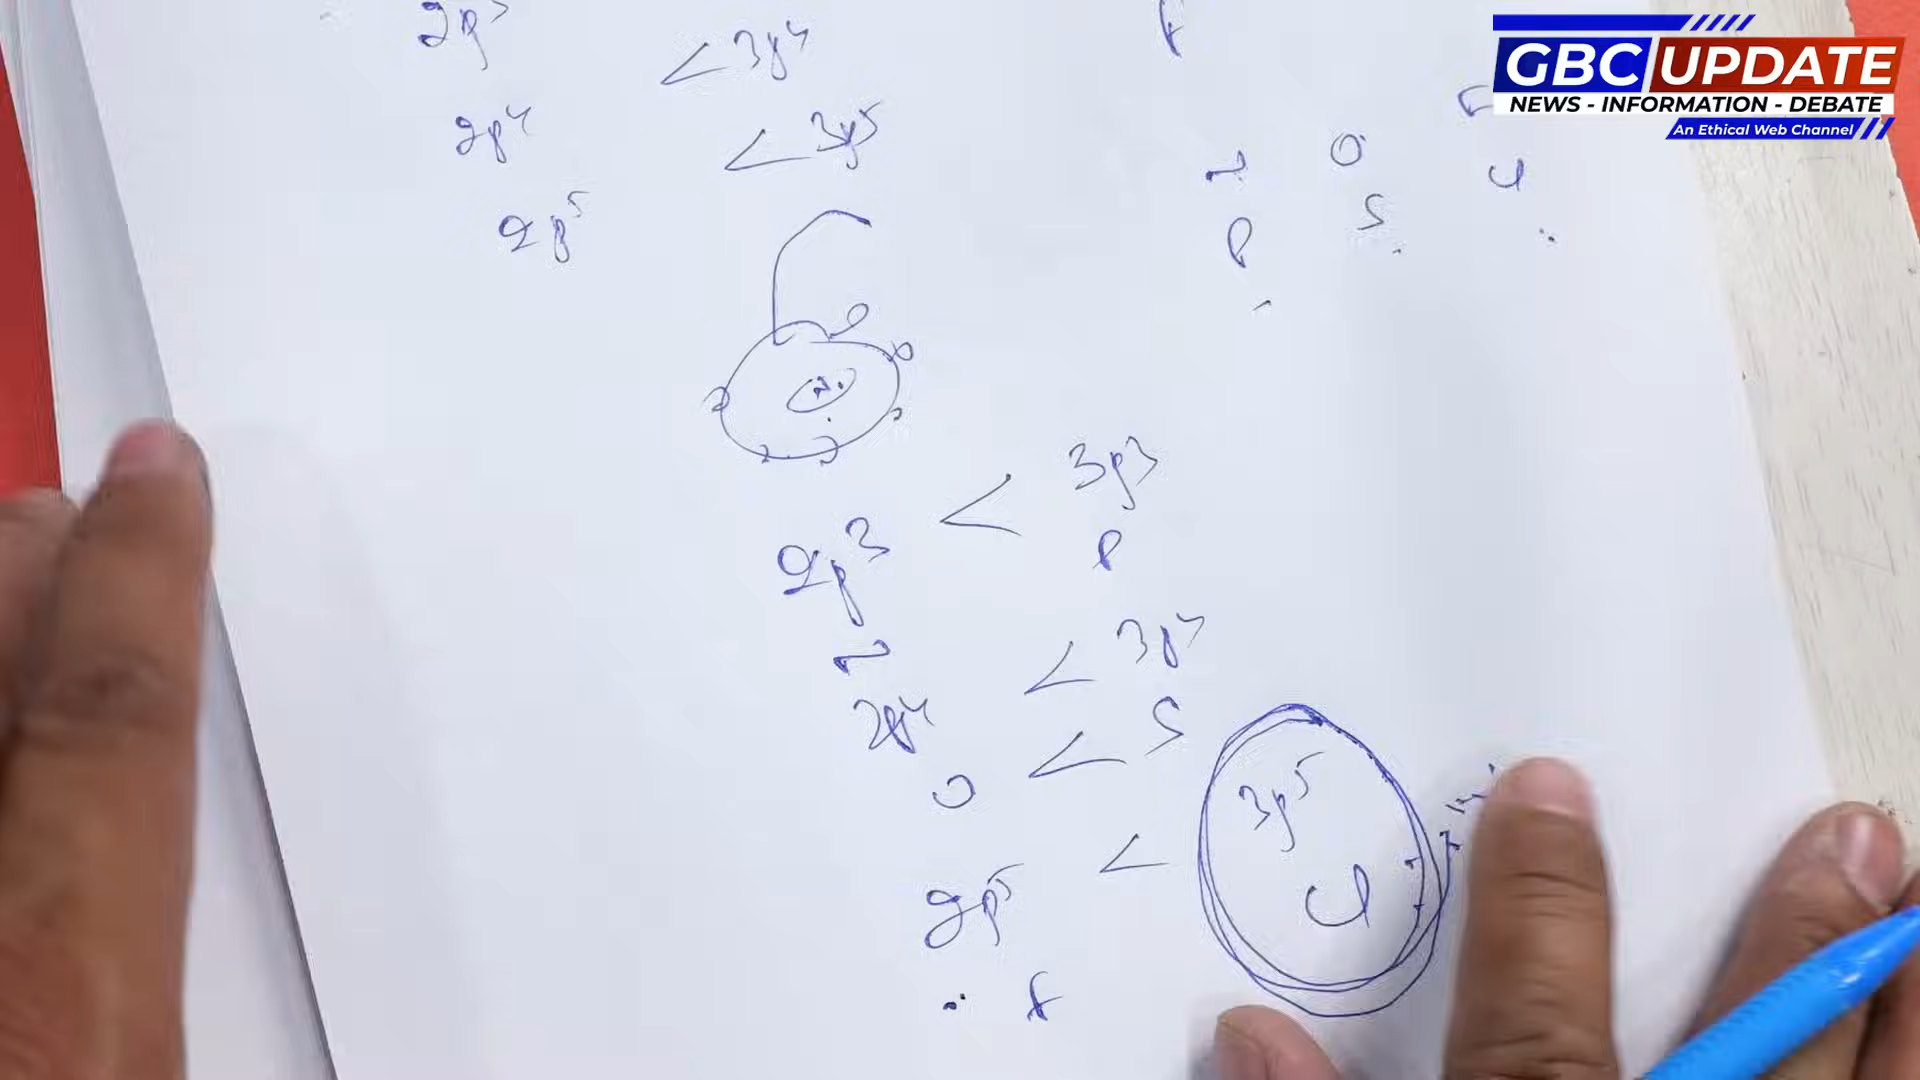 2p³
< 3p⁴
2p⁴
< 3p⁵
2p⁵
GBC UPDATE
NEWS - INFORMATION - DEBATE
An Ethical Web Channel
F
N O Cl
P S
2p³ < 3p³
N P
2p⁴ < 3p⁴
O < S
2p⁵ < 3p⁵
F Cl